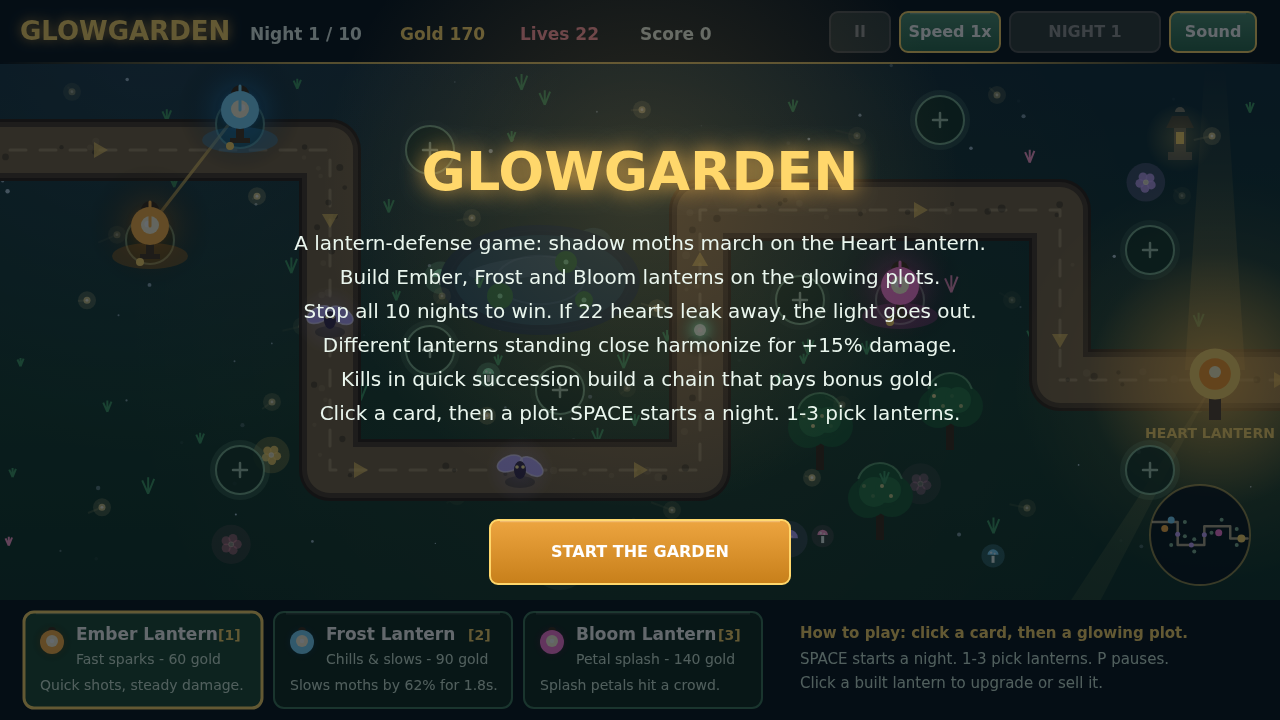 GLOWGARDEN
Night 1 / 10
Gold 170
Lives 22
Score 0
II
Speed 1x
NIGHT 1
Sound
GLOWGARDEN
A lantern-defense game: shadow moths march on the Heart Lantern.
Build Ember, Frost and Bloom lanterns on the glowing plots.
Stop all 10 nights to win. If 22 hearts leak away, the light goes out.
Different lanterns standing close harmonize for +15% damage.
Kills in quick succession build a chain that pays bonus gold.
Click a card, then a plot. SPACE starts a night. 1-3 pick lanterns.
HEART LANTERN
START THE GARDEN
Ember Lantern [1]
Fast sparks - 60 gold
Quick shots, steady damage.
Frost Lantern [2]
Chills & slows - 90 gold
Slows moths by 62% for 1.8s.
Bloom Lantern [3]
Petal splash - 140 gold
Splash petals hit a crowd.
How to play: click a card, then a glowing plot.
SPACE starts a night. 1-3 pick lanterns. P pauses.
Click a built lantern to upgrade or sell it.